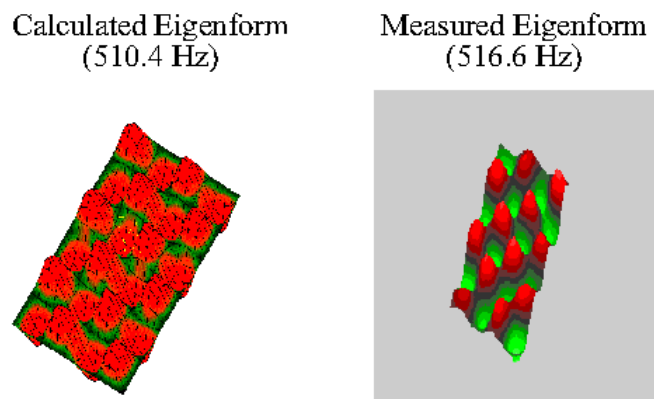 Calculated Eigenform
(510.4 Hz)
Measured Eigenform
(516.6 Hz)